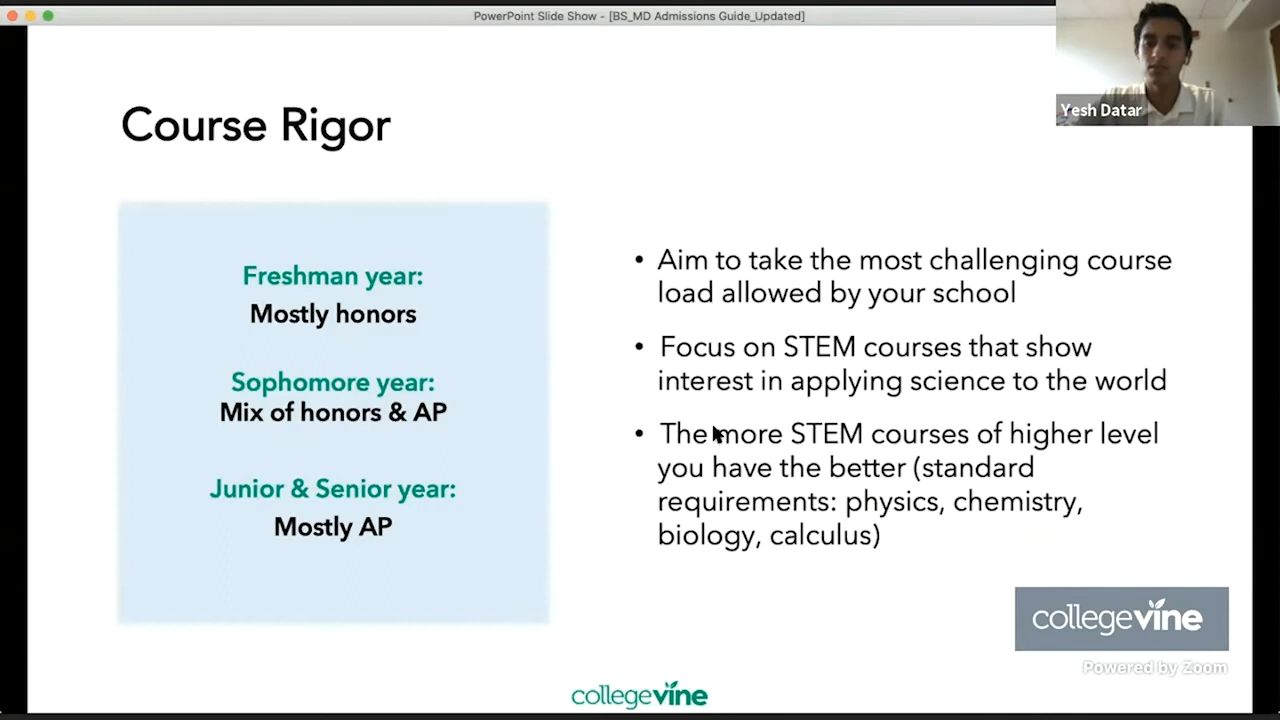 PowerPoint Slide Show - [BS_MD Admissions Guide_Updated]
Yesh Datar
Course Rigor
Freshman year:
Mostly honors
Sophomore year:
Mix of honors & AP
Junior & Senior year:
Mostly AP
• Aim to take the most challenging course
load allowed by your school
• Focus on STEM courses that show
interest in applying science to the world
• The more STEM courses of higher level
you have the better (standard
requirements: physics, chemistry,
biology, calculus)
collegevine
Powered by Zoom
collegevine